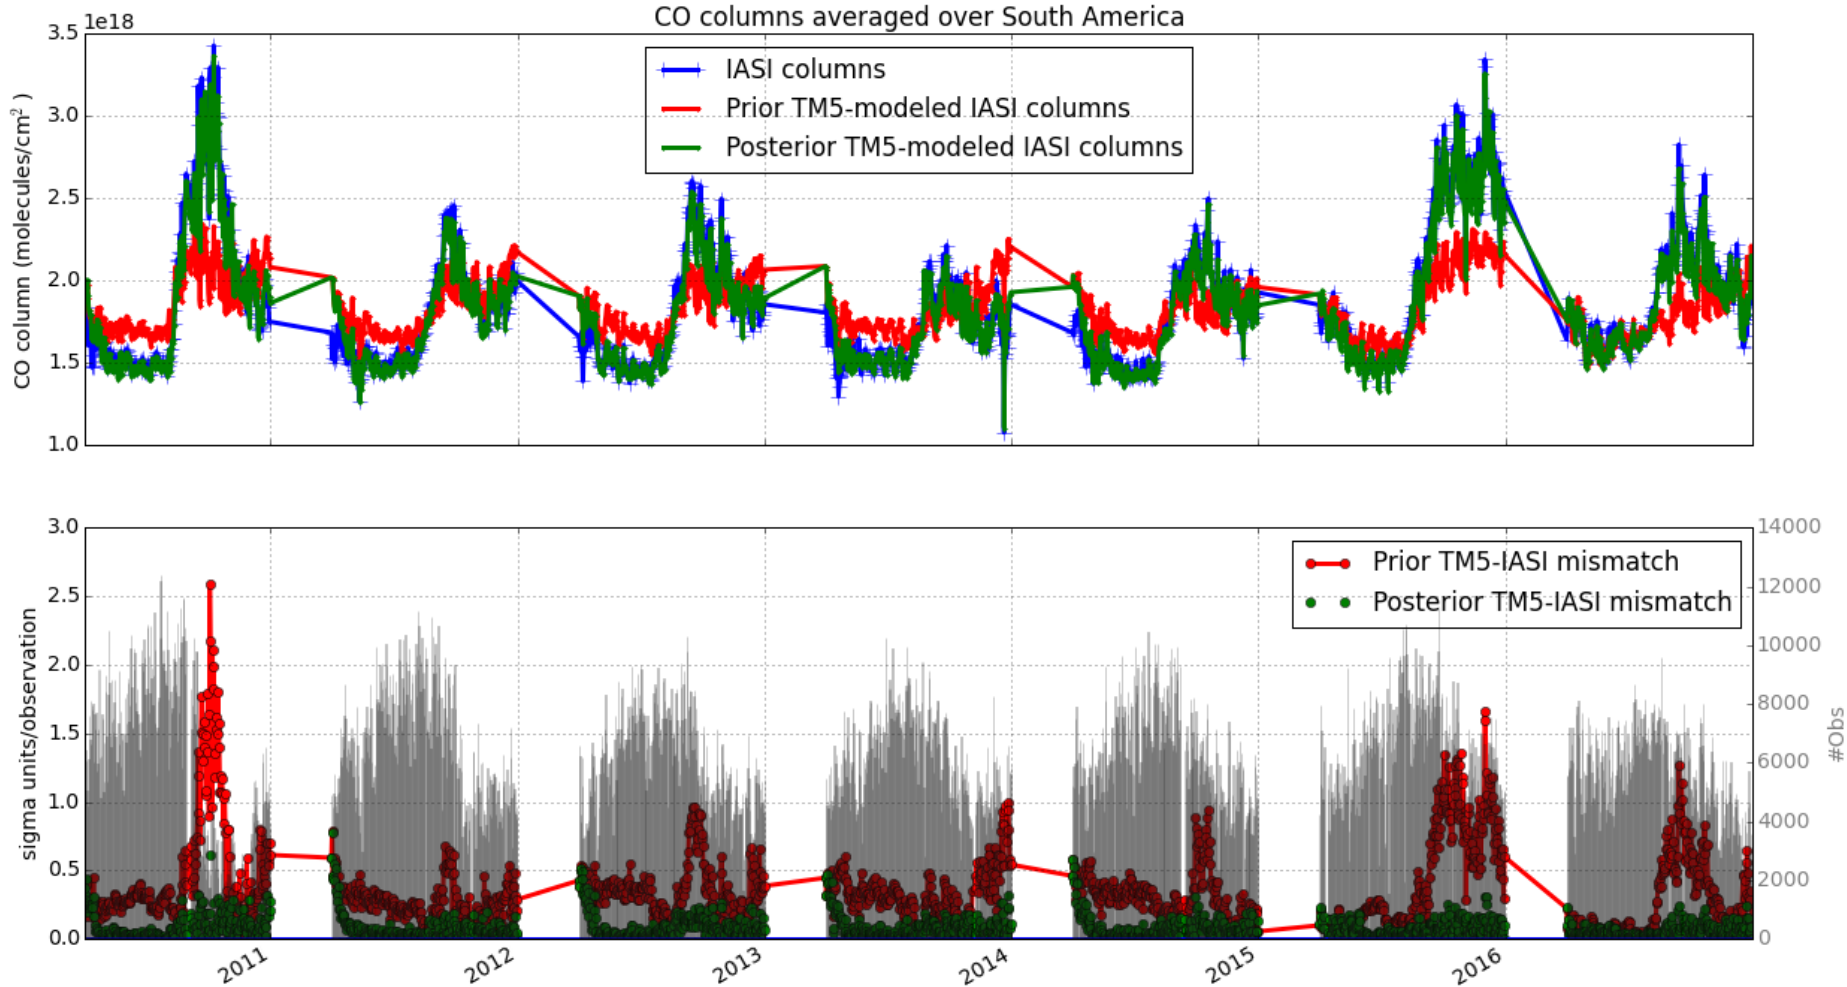 CO columns averaged over South America
1e18
3.5
3.0
2.5
2.0
1.5
1.0
CO column (molecules/cm² )
IASI columns
Prior TM5-modeled IASI columns
Posterior TM5-modeled IASI columns
3.0
2.5
2.0
1.5
1.0
0.5
0.0
sigma units/observation
Prior TM5-IASI mismatch
Posterior TM5-IASI mismatch
14000
12000
10000
8000
6000
4000
2000
0
#Obs
2011
2012
2013
2014
2015
2016